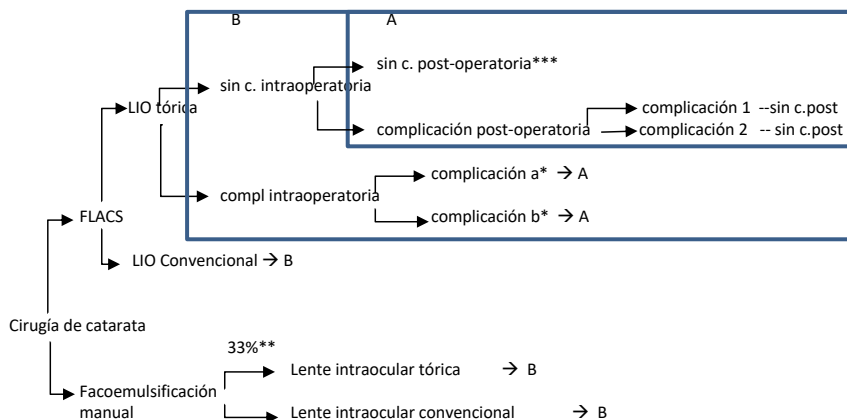 B A
sin c. post-operatoria***
sin c. intraoperatoria
LIO tórica
complicación 1 --sin c.post
complicación post-operatoria
complicación 2 -- sin c.post
complicación a* → A
compl intraoperatoria
complicación b* → A
FLACS
LIO Convencional → B
Cirugía de catarata
33%**
Lente intraocular tórica → B
Facoemulsificación
manual
Lente intraocular convencional → B